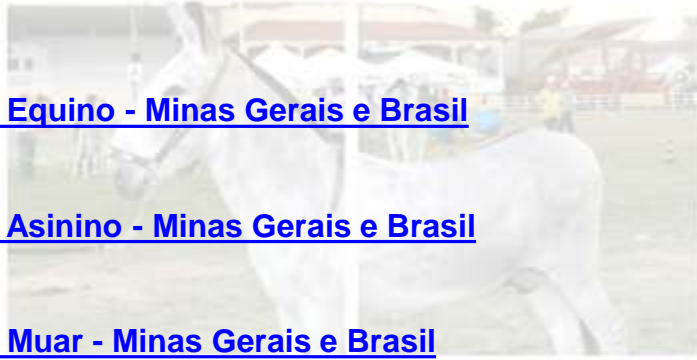 Equino - Minas Gerais e Brasil
Asinino - Minas Gerais e Brasil
Muar - Minas Gerais e Brasil